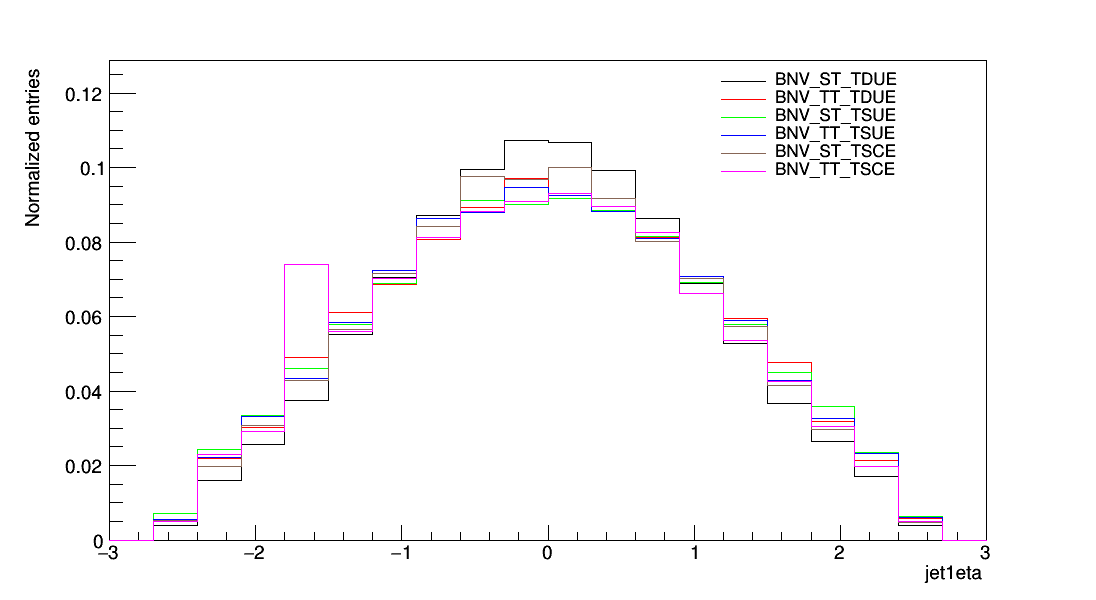 Normalized entries
0.12
0.1
0.08
0.06
0.04
0.02
0
−3
−2
−1
0
1
2
3
jet1eta
BNV_ST_TDUE
BNV_TT_TDUE
BNV_ST_TSUE
BNV_TT_TSUE
BNV_ST_TSCE
BNV_TT_TSCE